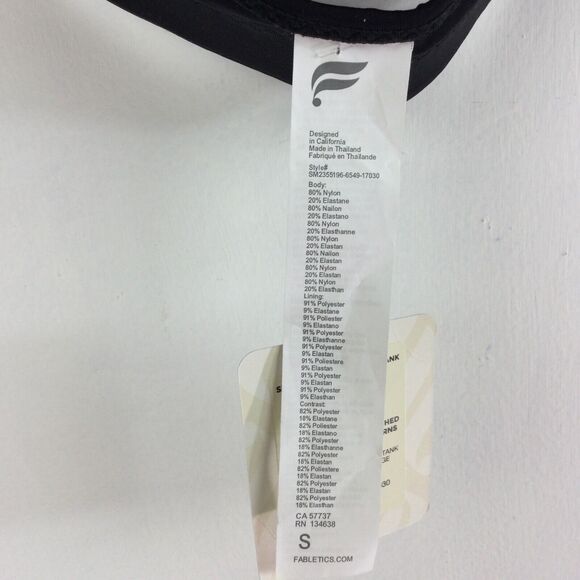 Designed
in California
Made in Thailand
Fabriqué en Thaïlande
Style#
SM2355196-6549-17030
Body:
80% Nylon
20% Elastane
80% Nailon
20% Elastano
80% Nylon
20% Elasthanne
80% Nylon
20% Elastan
80% Nailon
20% Elastan
80% Nylon
20% Elastan
80% Nylon
20% Elasthan
Lining:
91% Polyester
9% Elastane
91% Poliester
9% Elastano
91% Polyester
9% Elasthanne
91% Polyester
9% Elastan
91% Poliestere
9% Elastan
91% Polyester
9% Elastan
91% Polyester
9% Elasthan
Contrast:
82% Polyester
18% Elastane
82% Poliester
18% Elastano
82% Polyester
18% Elasthanne
82% Polyester
18% Elastan
82% Poliestere
18% Elastan
82% Polyester
18% Elastan
82% Polyester
18% Elasthan
CA 57737
RN 134638
S
FABLETICS.COM
TANK